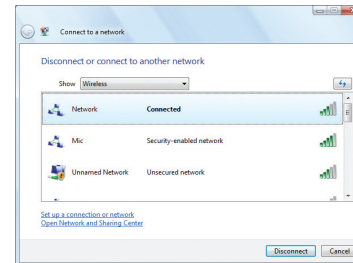 Connect to a network
Disconnect or connect to another network
Show Wireless
Network Connected
Mic Security-enabled network
Unnamed Network Unsecured network
Set up a connection or network
Open Network and Sharing Center
Disconnect Cancel